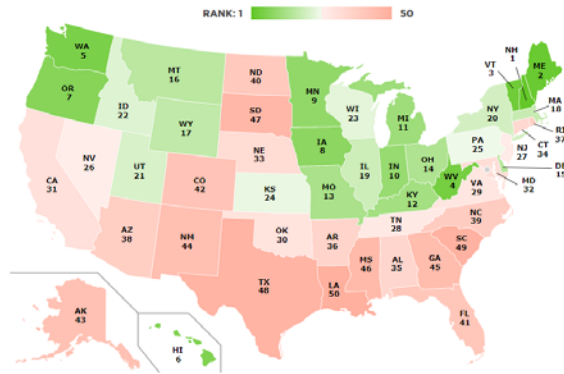 RANK: 1
50
WA
5
OR
7
MT
16
ID
22
WY
17
NV
26
UT
21
CA
31
AZ
38
CO
42
NM
44
ND
40
SD
47
NE
33
KS
24
OK
30
TX
48
MN
9
IA
8
MO
13
AR
36
LA
50
WI
23
IL
19
MI
11
IN
10
OH
14
KY
12
TN
28
MS
46
AL
35
GA
45
FL
41
SC
49
NC
39
VA
29
WV
4
PA
25
NY
20
VT
3
NH
1
ME
2
MA
18
RI
37
CT
34
NJ
27
DE
15
MD
32
AK
43
HI
6